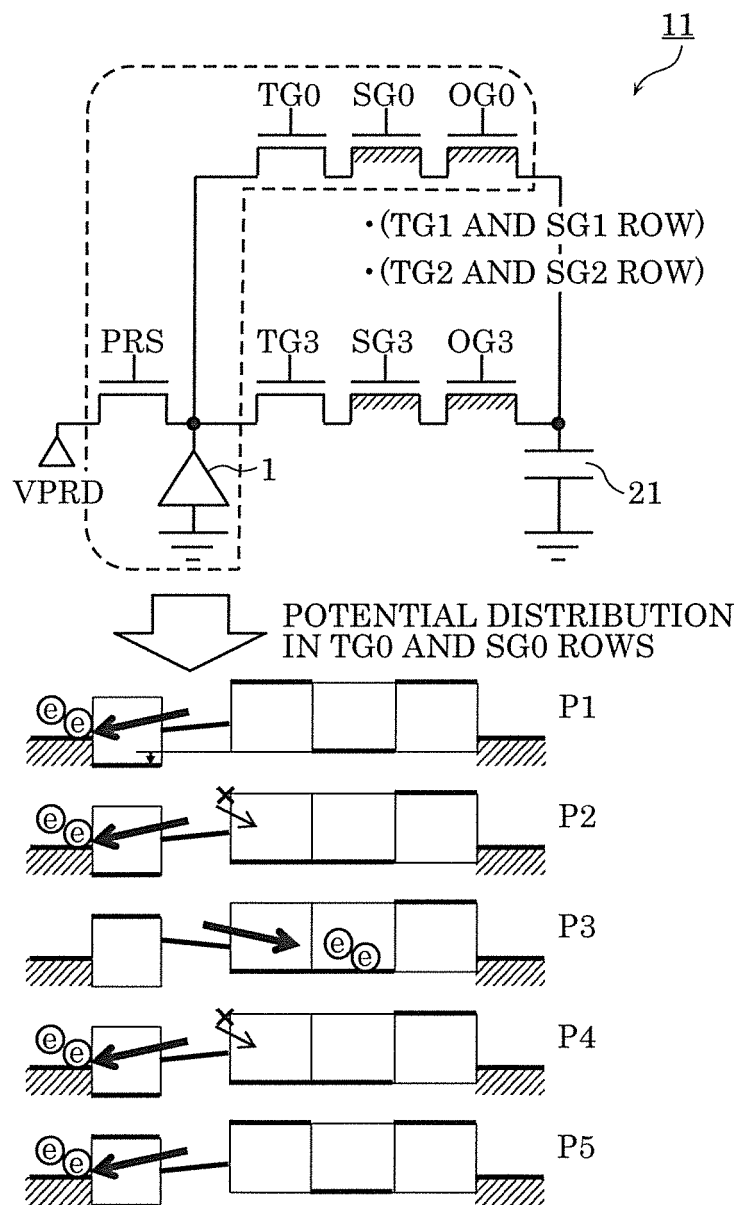 11
TG0 SG0 OG0
·(TG1 AND SG1 ROW)
·(TG2 AND SG2 ROW)
PRS TG3 SG3 OG3
VPRD 1 21
POTENTIAL DISTRIBUTION
IN TG0 AND SG0 ROWS
e e P1
e e P2
e e P3
e e P4
e e P5